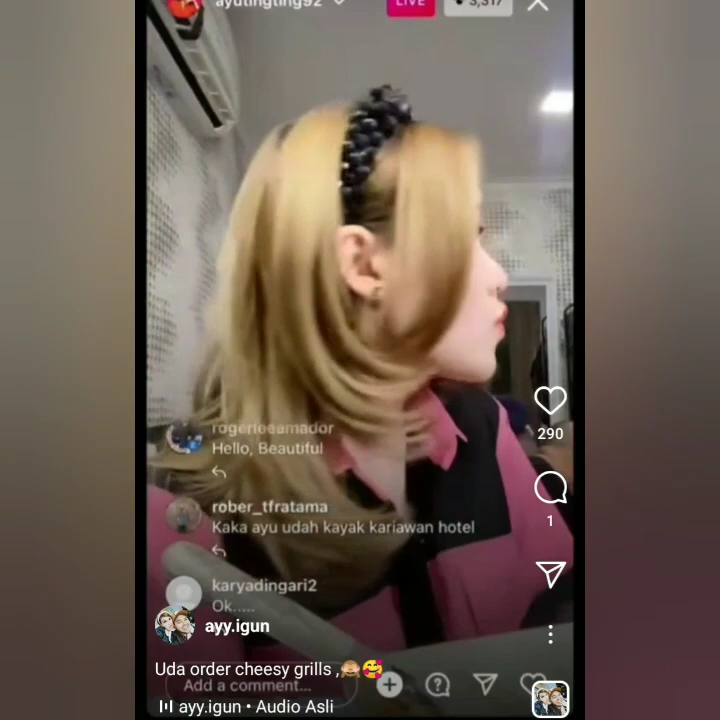 ayutingting92
LIVE
3,317
rogerleeamador
Hello, Beautiful
rober_tfratama
Kaka ayu udah kayak kariawan hotel
karyadingari2
Ok.....
290
1
ayy.igun
Uda order cheesy grills ,🙈🥰
Add a comment...
ayy.igun • Audio Asli